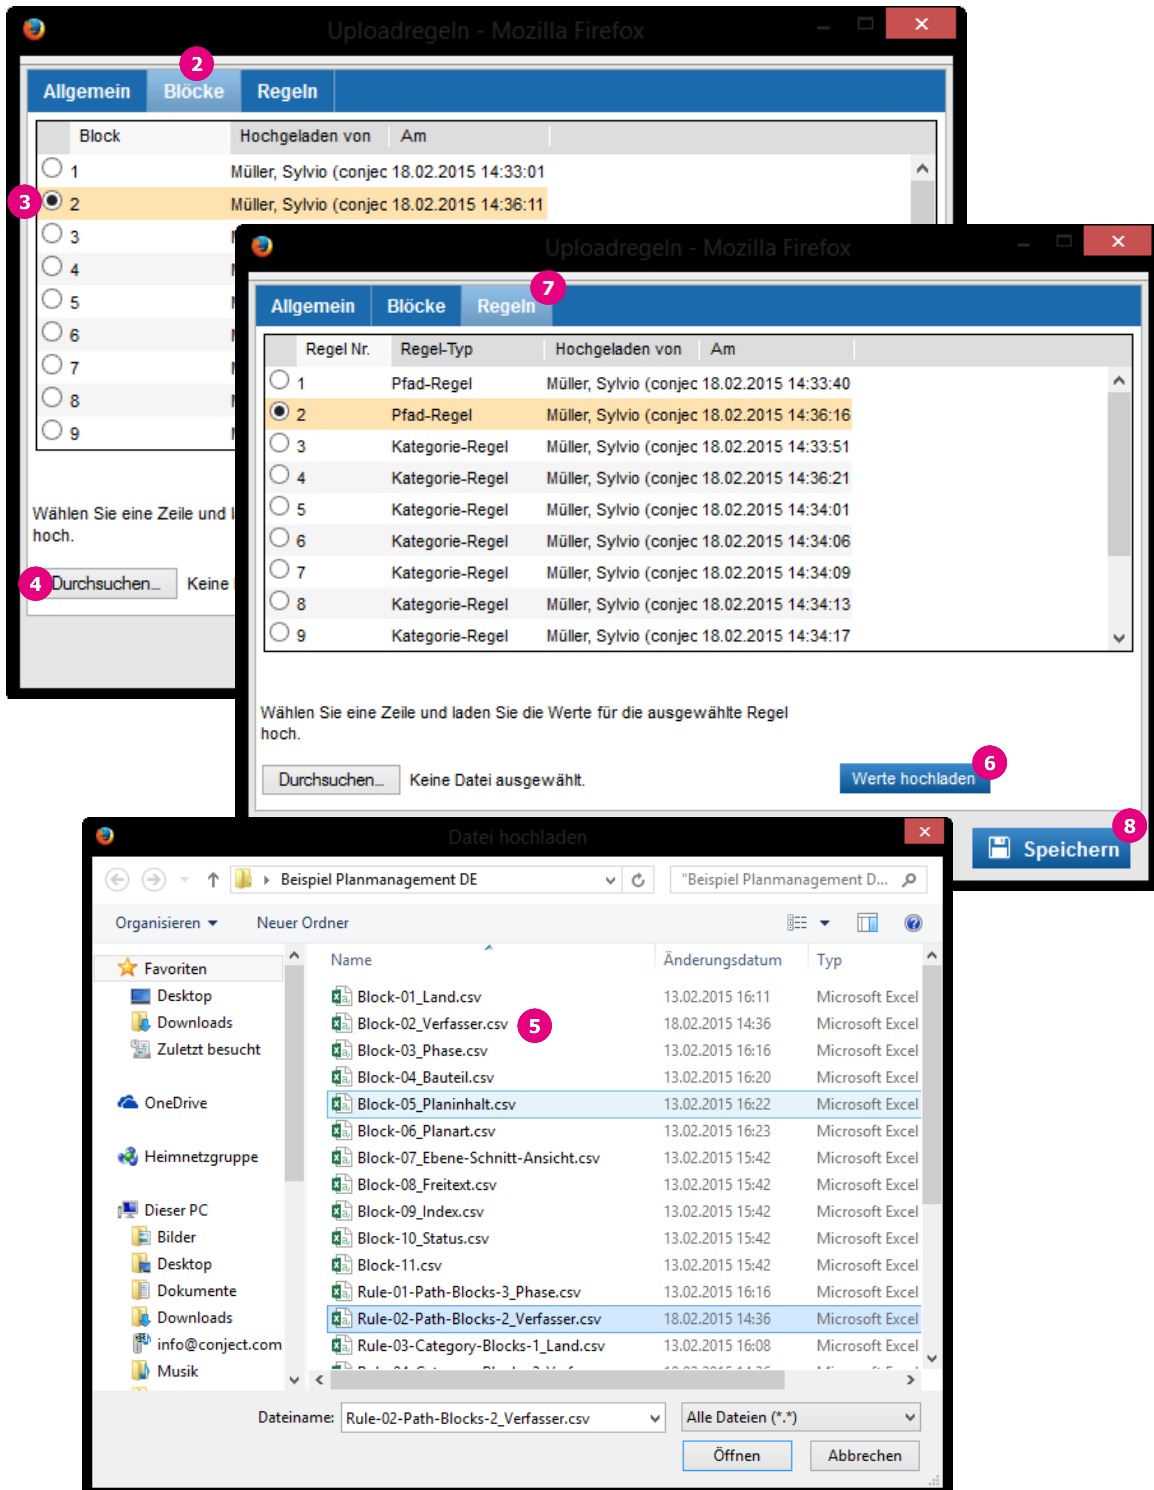 Uploadregeln - Mozilla Firefox
2
Allgemein Blöcke Regeln
Block Hochgeladen von Am
1 Müller, Sylvio (conjec 18.02.2015 14:33:01
3 2 Müller, Sylvio (conjec 18.02.2015 14:36:11
3
4
5
6
7
8
9
Wählen Sie eine Zeile und
hoch.
4 Durchsuchen... Keine
Uploadregeln - Mozilla Firefox
7
Allgemein Blöcke Regeln
Regel Nr. Regel-Typ Hochgeladen von Am
1 Pfad-Regel Müller, Sylvio (conjec 18.02.2015 14:33:40
2 Pfad-Regel Müller, Sylvio (conjec 18.02.2015 14:36:16
3 Kategorie-Regel Müller, Sylvio (conjec 18.02.2015 14:33:51
4 Kategorie-Regel Müller, Sylvio (conjec 18.02.2015 14:36:21
5 Kategorie-Regel Müller, Sylvio (conjec 18.02.2015 14:34:01
6 Kategorie-Regel Müller, Sylvio (conjec 18.02.2015 14:34:06
7 Kategorie-Regel Müller, Sylvio (conjec 18.02.2015 14:34:09
8 Kategorie-Regel Müller, Sylvio (conjec 18.02.2015 14:34:13
9 Kategorie-Regel Müller, Sylvio (conjec 18.02.2015 14:34:17
Wählen Sie eine Zeile und laden Sie die Werte für die ausgewählte Regel
hoch.
Durchsuchen... Keine Datei ausgewählt. Werte hochladen 6
8
Speichern
Datei hochladen
Beispiel Planmanagement DE "Beispiel Planmanagement D...
Organisieren Neuer Ordner
Name Änderungsdatum Typ
Favoriten
Desktop
Downloads
Zuletzt besucht
OneDrive
Heimnetzgruppe
Dieser PC
Bilder
Desktop
Dokumente
Downloads
info@conject.com
Musik
Block-01_Land.csv 13.02.2015 16:11 Microsoft Excel
Block-02_Verfasser.csv 5 18.02.2015 14:36 Microsoft Excel
Block-03_Phase.csv 13.02.2015 16:16 Microsoft Excel
Block-04_Bauteil.csv 13.02.2015 16:20 Microsoft Excel
Block-05_Planinhalt.csv 13.02.2015 16:22 Microsoft Excel
Block-06_Planart.csv 13.02.2015 16:23 Microsoft Excel
Block-07_Ebene-Schnitt-Ansicht.csv 13.02.2015 15:42 Microsoft Excel
Block-08_Freitext.csv 13.02.2015 15:42 Microsoft Excel
Block-09_Index.csv 13.02.2015 15:42 Microsoft Excel
Block-10_Status.csv 13.02.2015 15:42 Microsoft Excel
Block-11.csv 13.02.2015 15:42 Microsoft Excel
Rule-01-Path-Blocks-3_Phase.csv 13.02.2015 16:16 Microsoft Excel
Rule-02-Path-Blocks-2_Verfasser.csv 18.02.2015 14:36 Microsoft Excel
Rule-03-Category-Blocks-1_Land.csv 13.02.2015 16:08 Microsoft Excel
Dateiname: Rule-02-Path-Blocks-2_Verfasser.csv Alle Dateien (*.*)
Öffnen Abbrechen